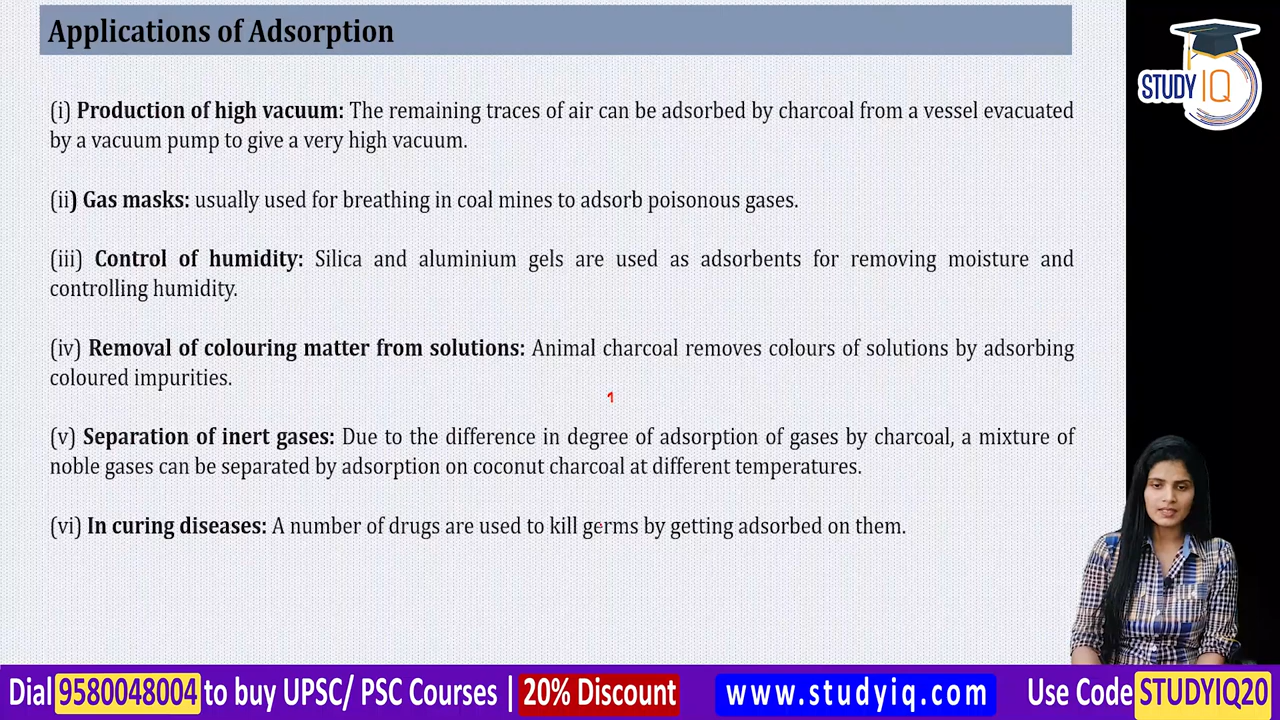 Applications of Adsorption
STUDY IQ
(i) Production of high vacuum: The remaining traces of air can be adsorbed by charcoal from a vessel evacuated
by a vacuum pump to give a very high vacuum.
(ii) Gas masks: usually used for breathing in coal mines to adsorb poisonous gases.
(iii) Control of humidity: Silica and aluminium gels are used as adsorbents for removing moisture and
controlling humidity.
(iv) Removal of colouring matter from solutions: Animal charcoal removes colours of solutions by adsorbing
coloured impurities.
(v) Separation of inert gases: Due to the difference in degree of adsorption of gases by charcoal, a mixture of
noble gases can be separated by adsorption on coconut charcoal at different temperatures.
(vi) In curing diseases: A number of drugs are used to kill germs by getting adsorbed on them.
Dial 9580048004 to buy UPSC/ PSC Courses | 20% Discount www.studyiq.com Use Code STUDYIQ20